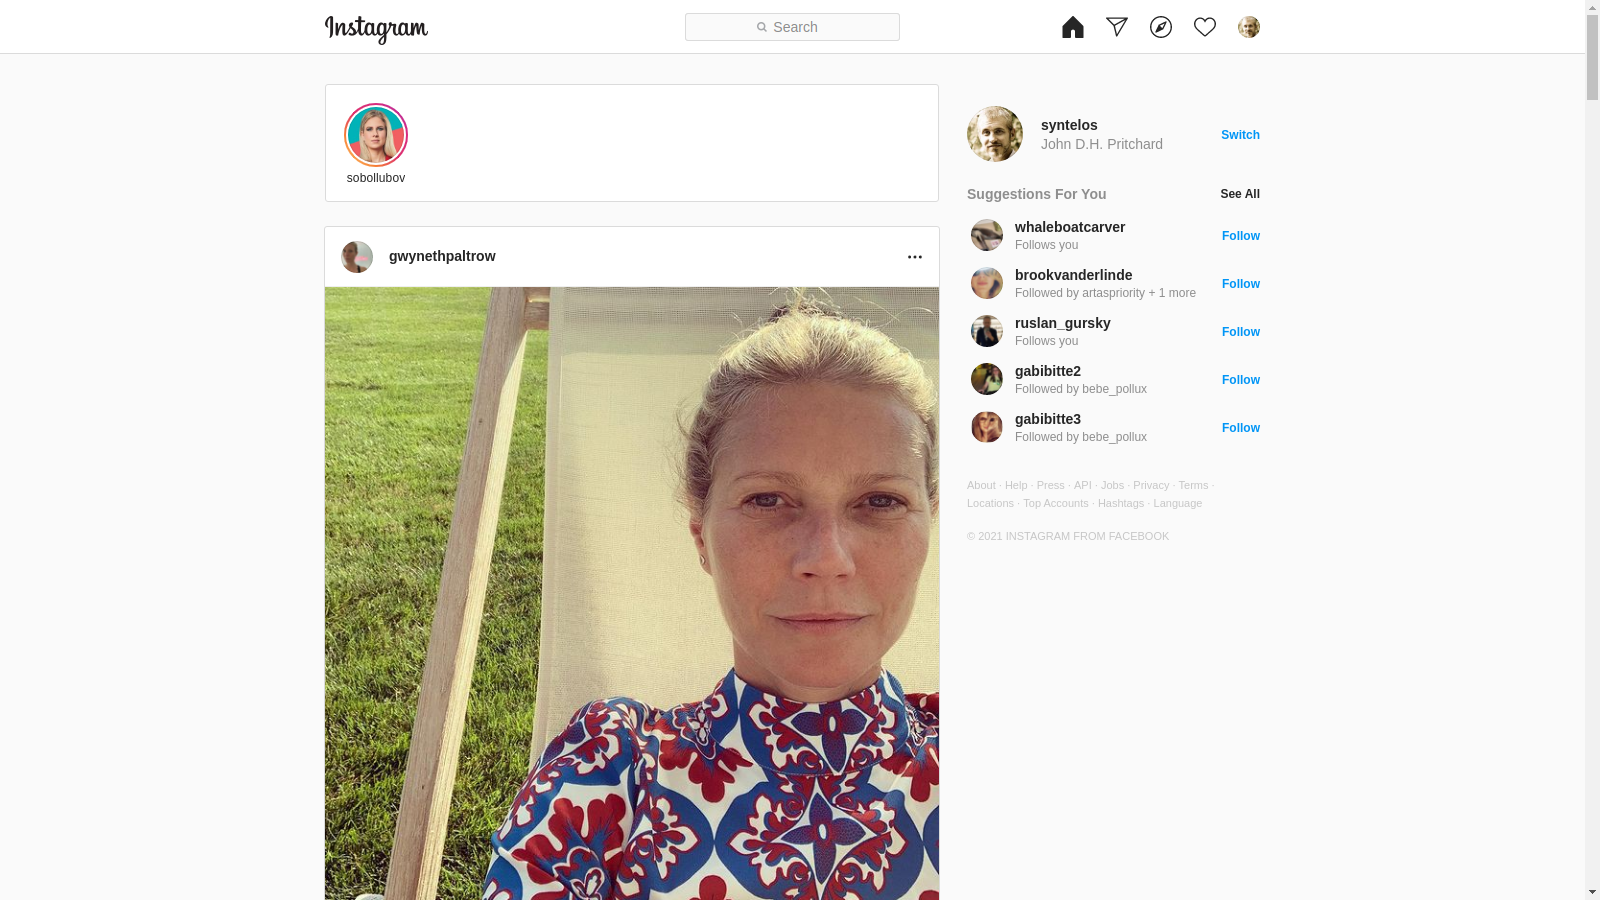 Instagram
Search
sobollubov
gwynethpaltrow
syntelos
John D.H. Pritchard
Switch
Suggestions For You
See All
whaleboatcarver
Follows you
Follow
brookvanderlinde
Followed by artaspriority + 1 more
Follow
ruslan_gursky
Follows you
Follow
gabibitte2
Followed by bebe_pollux
Follow
gabibitte3
Followed by bebe_pollux
Follow
About · Help · Press · API · Jobs · Privacy · Terms ·
Locations · Top Accounts · Hashtags · Language
© 2021 INSTAGRAM FROM FACEBOOK